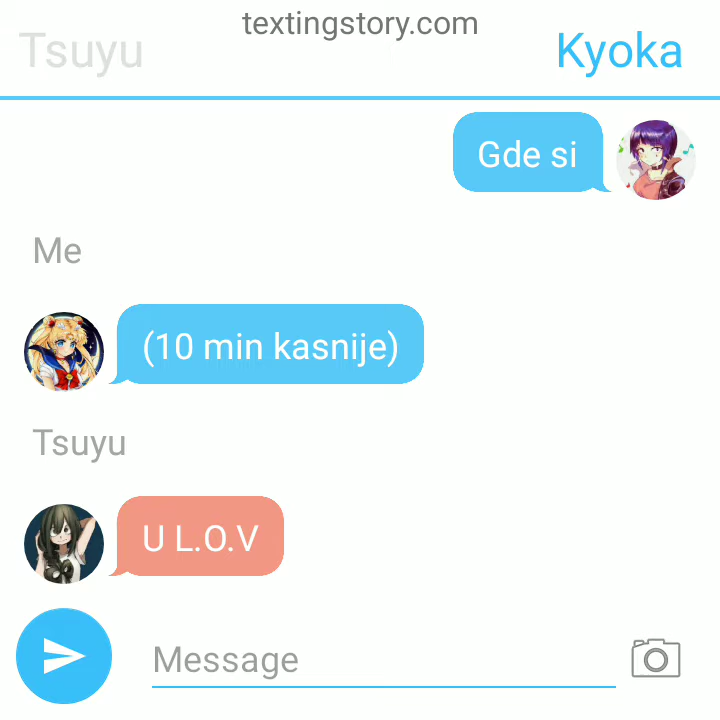 textingstory.com
Tsuyu
Kyoka
Gde si
Me
(10 min kasnije)
Tsuyu
U L.O.V
Message